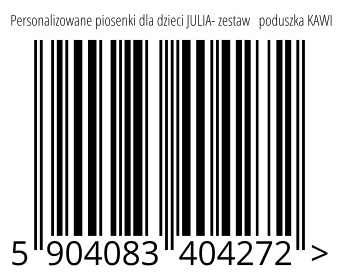 Personalizowane piosenki dla dzieci JULIA- zestaw poduszka KAWI
5 904083 404272 >